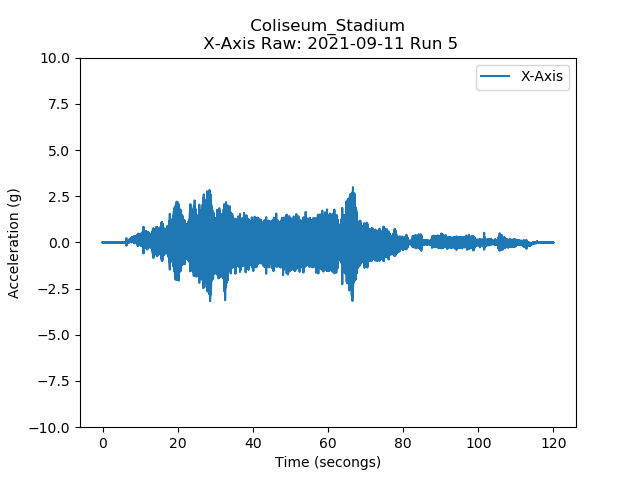 Coliseum_Stadium
X-Axis Raw: 2021-09-11 Run 5
X-Axis
10.0
7.5
5.0
2.5
0.0
−2.5
−5.0
−7.5
−10.0
Acceleration (g)
0 20 40 60 80 100 120
Time (secongs)